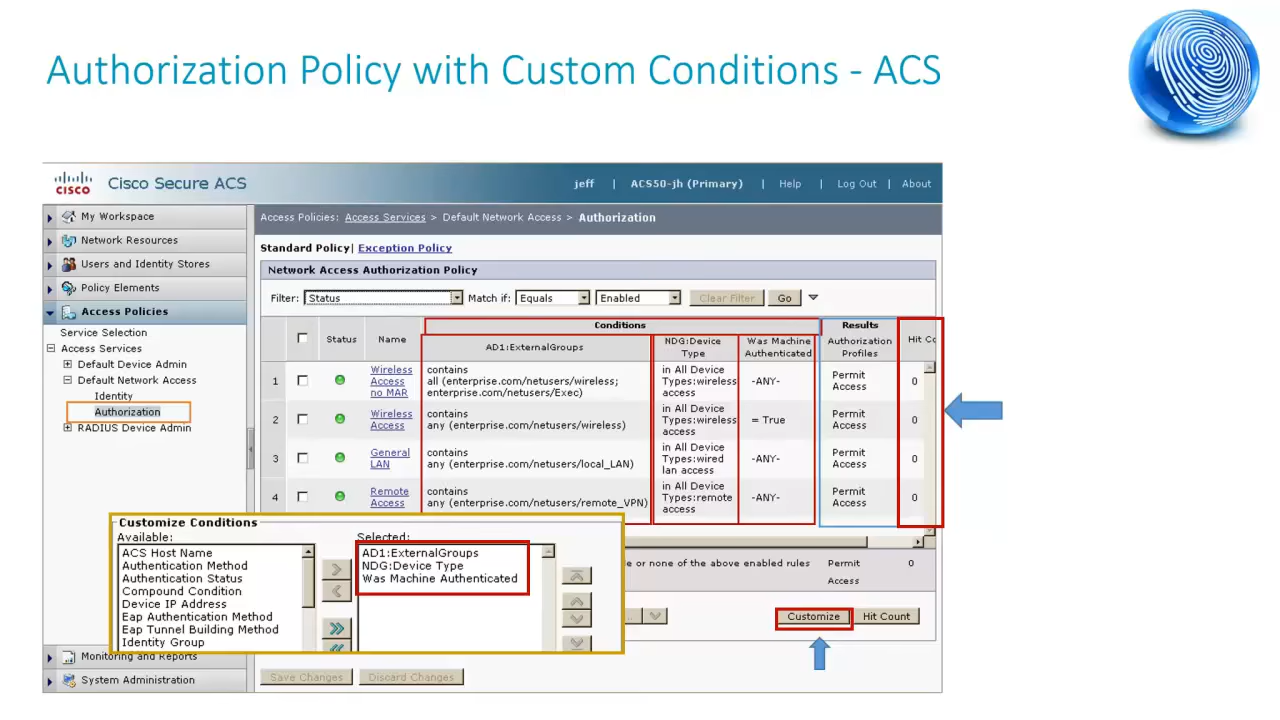 Authorization Policy with Custom Conditions - ACS
cisco Cisco Secure ACS
jeff | ACS50-jh (Primary) | Help | Log Out | About
My Workspace
Network Resources
Users and Identity Stores
Policy Elements
Access Policies
Service Selection
Access Services
Default Device Admin
Default Network Access
Identity
Authorization
RADIUS Device Admin
Monitoring and Reports
System Administration
Access Policies: Access Services > Default Network Access > Authorization
Standard Policy| Exception Policy
Network Access Authorization Policy
Filter: Status Match if: Equals Enabled Clear Filter Go
Conditions Results
Status Name AD1:ExternalGroups NDG:Device Type Was Machine Authenticated Authorization Profiles Hit Co
1 Wireless Access no MAR
contains
all (enterprise.com/netusers/wireless;
enterprise.com/netusers/Exec)
in All Device
Types:wireless
access
-ANY-
Permit
Access
0
2 Wireless Access
contains
any (enterprise.com/netusers/wireless)
in All Device
Types:wireless
access
= True
Permit
Access
0
3 General LAN
contains
any (enterprise.com/netusers/local_LAN)
in All Device
Types:wired
lan access
-ANY-
Permit
Access
0
4 Remote Access
contains
any (enterprise.com/netusers/remote_VPN)
in All Device
Types:remote
access
-ANY-
Permit
Access
0
or none of the above enabled rules Permit Access 0
Customize Hit Count
Customize Conditions
Available:
ACS Host Name
Authentication Method
Authentication Status
Compound Condition
Device IP Address
Eap Authentication Method
Eap Tunnel Building Method
Identity Group
Selected:
AD1:ExternalGroups
NDG:Device Type
Was Machine Authenticated
Save Changes Discard Changes